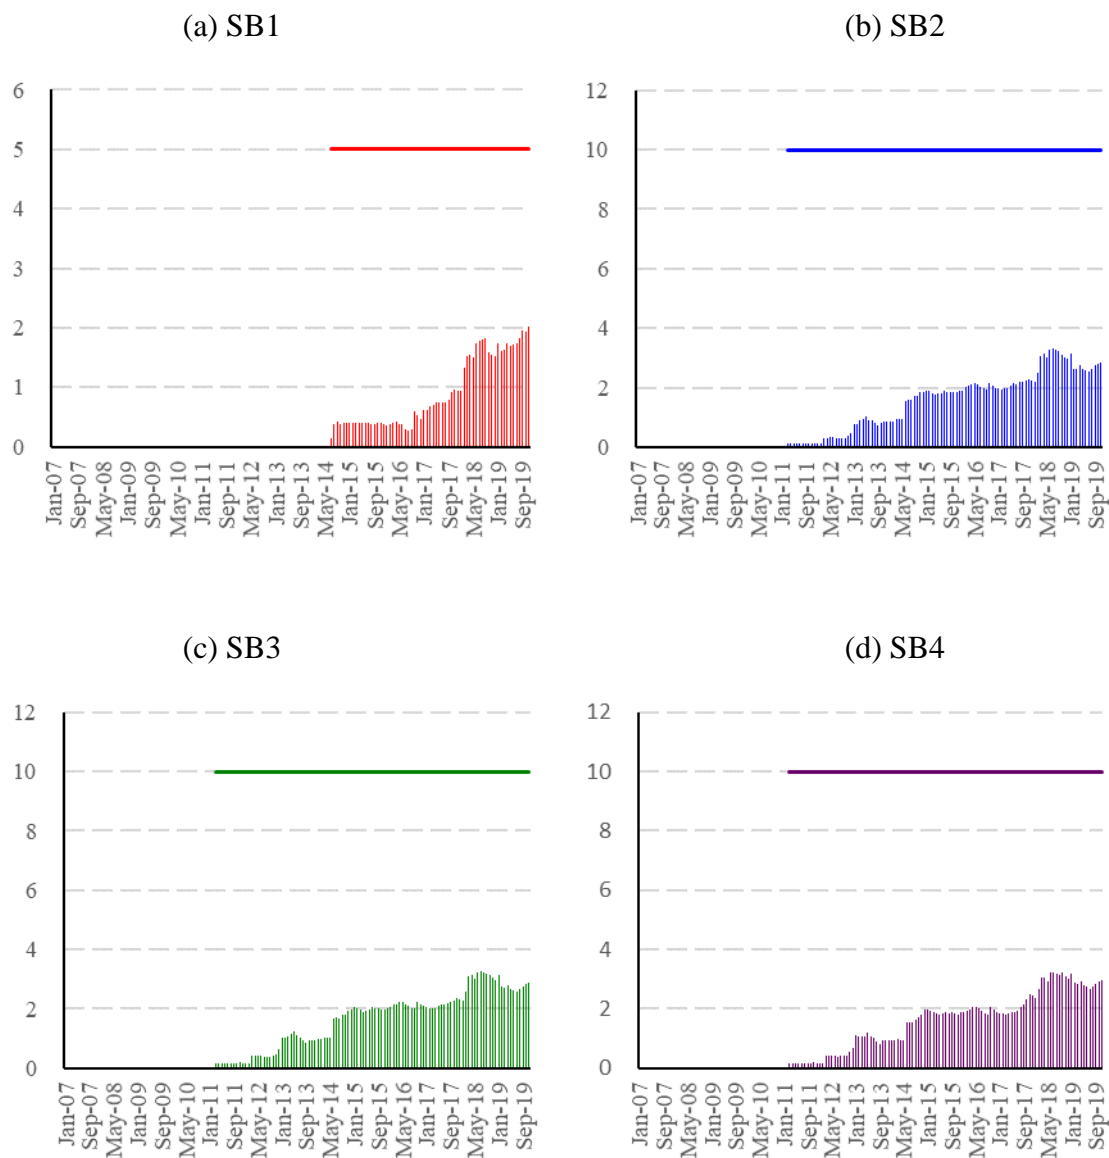 (a) SB1
6
5
4
3
2
1
0
Jan-07
Sep-07
May-08
Jan-09
Sep-09
May-10
Jan-11
Sep-11
May-12
Jan-13
Sep-13
May-14
Jan-15
Sep-15
May-16
Jan-17
Sep-17
May-18
Jan-19
Sep-19
(b) SB2
12
10
8
6
4
2
0
Jan-07
Sep-07
May-08
Jan-09
Sep-09
May-10
Jan-11
Sep-11
May-12
Jan-13
Sep-13
May-14
Jan-15
Sep-15
May-16
Jan-17
Sep-17
May-18
Jan-19
Sep-19
(c) SB3
12
10
8
6
4
2
0
Jan-07
Sep-07
May-08
Jan-09
Sep-09
May-10
Jan-11
Sep-11
May-12
Jan-13
Sep-13
May-14
Jan-15
Sep-15
May-16
Jan-17
Sep-17
May-18
Jan-19
Sep-19
(d) SB4
12
10
8
6
4
2
0
Jan-07
Sep-07
May-08
Jan-09
Sep-09
May-10
Jan-11
Sep-11
May-12
Jan-13
Sep-13
May-14
Jan-15
Sep-15
May-16
Jan-17
Sep-17
May-18
Jan-19
Sep-19